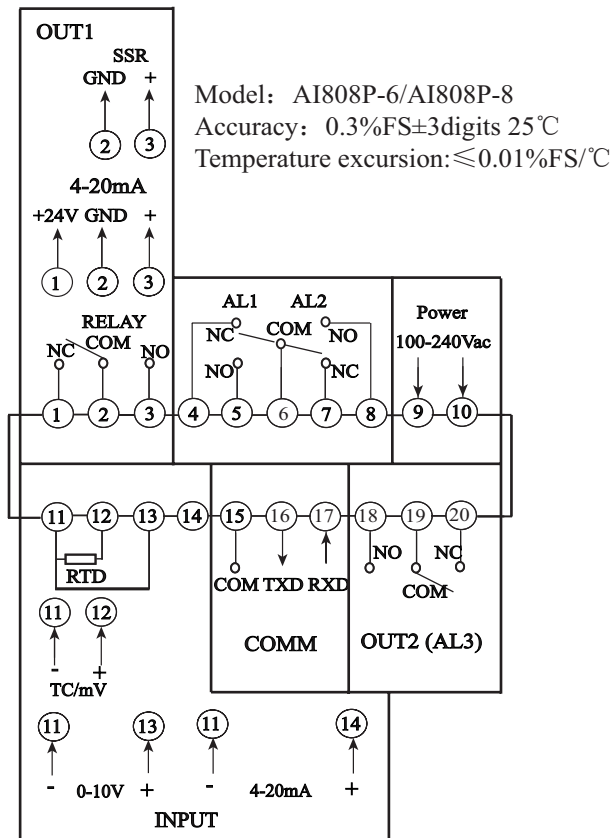 OUT1
SSR
GND +
2 3
4-20mA
+24V GND +
1 2 3
RELAY
NC COM NO
1 2 3
Model: AI808P-6/AI808P-8
Accuracy: 0.3%FS±3digits 25℃
Temperature excursion:≤0.01%FS/℃
AL1 AL2
NC COM NO
NO NC
4 5 6 7 8
Power
100-240Vac
9 10
11 12 13 14 15 16 17 18 19 20
RTD
11 12
- +
TC/mV
COM TXD RXD
COMM
NO NC
COM
OUT2 (AL3)
11 13 11 14
- 0-10V + - 4-20mA +
INPUT